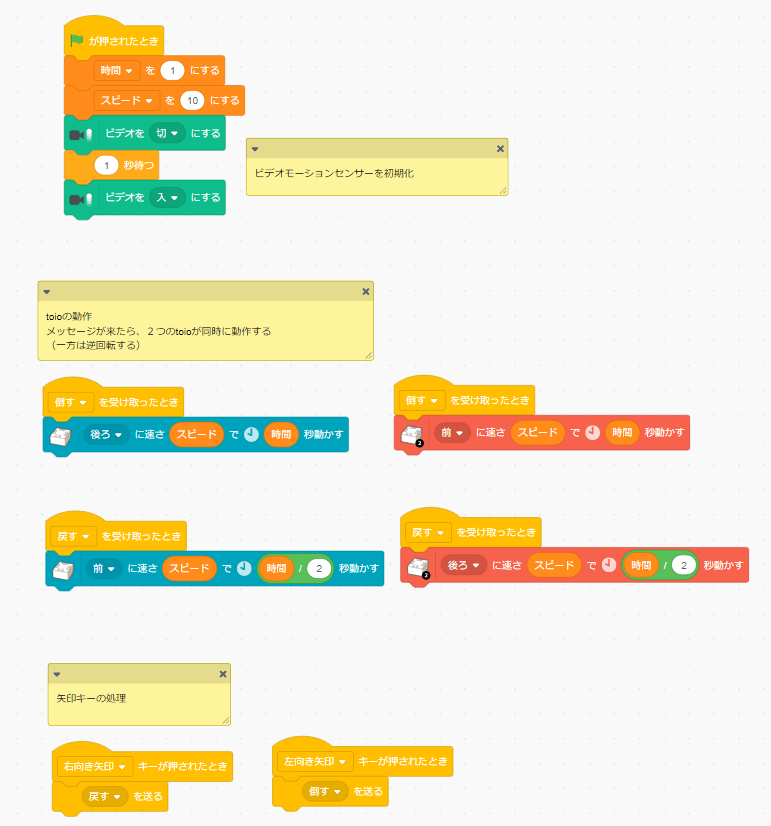 が押されたとき
時間 を 1 にする
スピード を 10 にする
ビデオを 切 にする
1 秒待つ
ビデオを 入 にする
ビデオモーションセンサーを初期化
toioの動作
メッセージが来たら、２つのtoioが同時に動作する
（一方は逆回転する）
倒す を受け取ったとき
後ろ に速さ スピード で 時間 秒動かす
倒す を受け取ったとき
2 前 に速さ スピード で 時間 秒動かす
戻す を受け取ったとき
前 に速さ スピード で 時間 / 2 秒動かす
戻す を受け取ったとき
2 後ろ に速さ スピード で 時間 / 2 秒動かす
矢印キーの処理
右向き矢印 キーが押されたとき
戻す を送る
左向き矢印 キーが押されたとき
倒す を送る